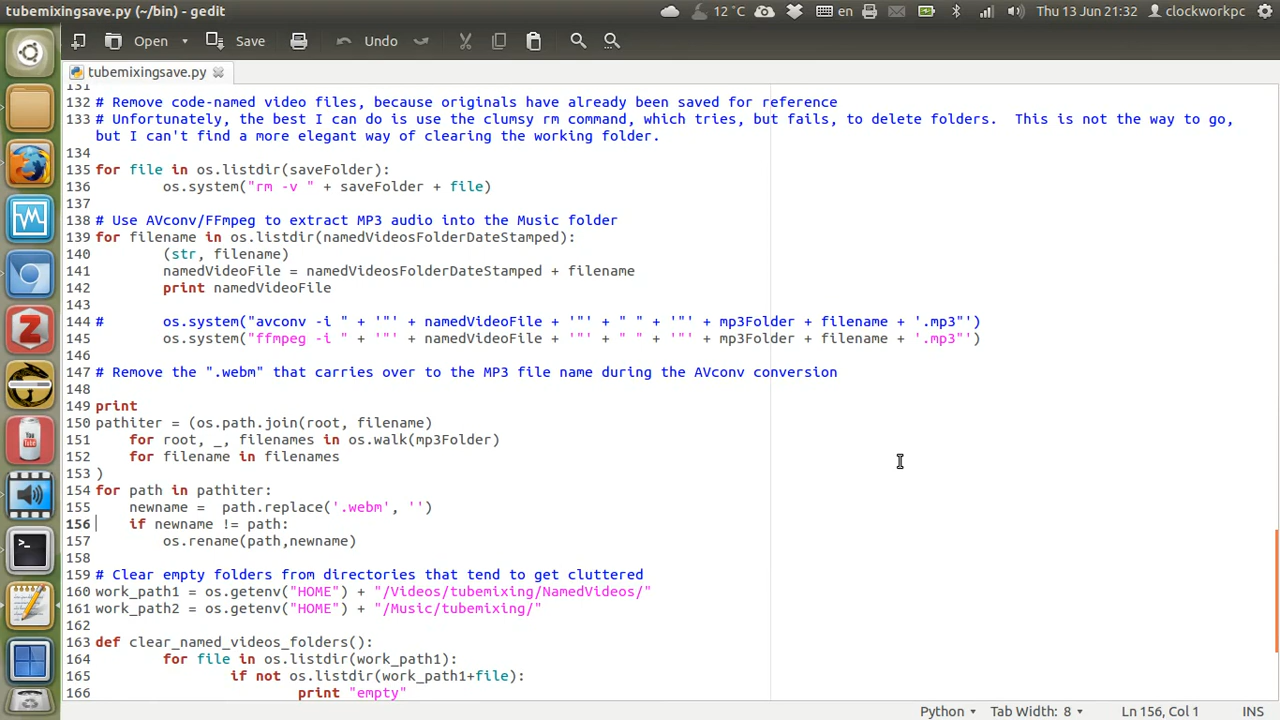 tubemixingsave.py (~/bin) - gedit
12 °C
en
Thu 13 Jun 21:32
clockworkpc
Open
Save
Undo
tubemixingsave.py
131
132 # Remove code-named video files, because originals have already been saved for reference
133 # Unfortunately, the best I can do is use the clumsy rm command, which tries, but fails, to delete folders.  This is not the way to go,
but I can't find a more elegant way of clearing the working folder.
134
135 for file in os.listdir(saveFolder):
136         os.system("rm -v " + saveFolder + file)
137
138 # Use AVconv/FFmpeg to extract MP3 audio into the Music folder
139 for filename in os.listdir(namedVideosFolderDateStamped):
140         (str, filename)
141         namedVideoFile = namedVideosFolderDateStamped + filename
142         print namedVideoFile
143
144 #       os.system("avconv -i " + '"' + namedVideoFile + '"' + " " + '"' + mp3Folder + filename + '.mp3"')
145         os.system("ffmpeg -i " + '"' + namedVideoFile + '"' + " " + '"' + mp3Folder + filename + '.mp3"')
146
147 # Remove the ".webm" that carries over to the MP3 file name during the AVconv conversion
148
149 print
150 pathiter = (os.path.join(root, filename)
151     for root, _, filenames in os.walk(mp3Folder)
152     for filename in filenames
153 )
154 for path in pathiter:
155     newname =  path.replace('.webm', '')
156     if newname != path:
157         os.rename(path,newname)
158
159 # Clear empty folders from directories that tend to get cluttered
160 work_path1 = os.getenv("HOME") + "/Videos/tubemixing/NamedVideos/"
161 work_path2 = os.getenv("HOME") + "/Music/tubemixing/"
162
163 def clear_named_videos_folders():
164         for file in os.listdir(work_path1):
165                 if not os.listdir(work_path1+file):
166                         print "empty"
Python
Tab Width: 8
Ln 156, Col 1
INS